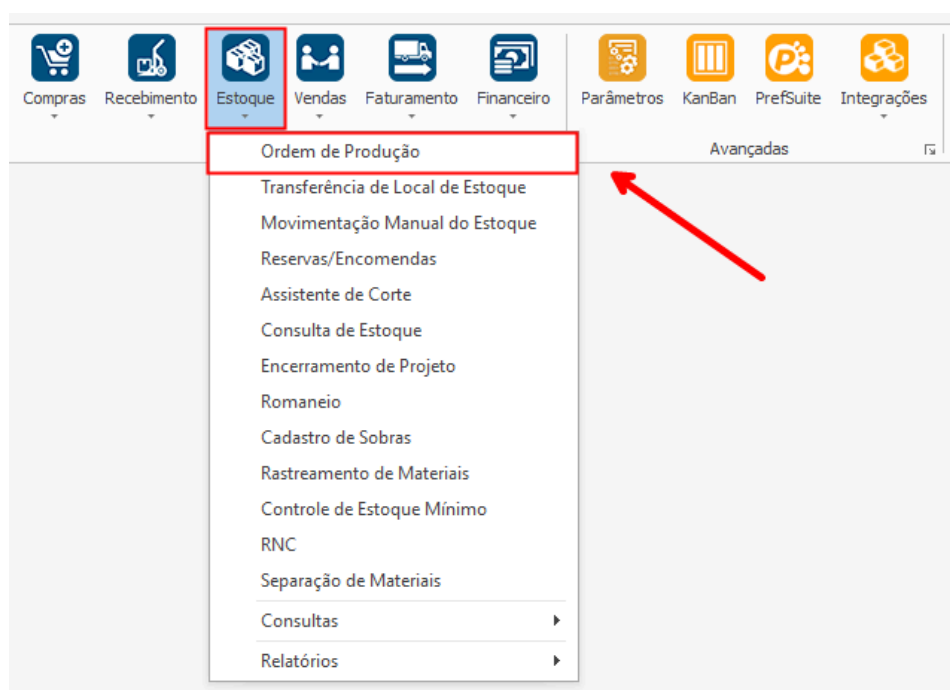 Compras Recebimento Estoque Vendas Faturamento Financeiro Parâmetros KanBan PrefSuite Integrações
Avançadas
Ordem de Produção
Transferência de Local de Estoque
Movimentação Manual do Estoque
Reservas/Encomendas
Assistente de Corte
Consulta de Estoque
Encerramento de Projeto
Romaneio
Cadastro de Sobras
Rastreamento de Materiais
Controle de Estoque Mínimo
RNC
Separação de Materiais
Consultas
Relatórios